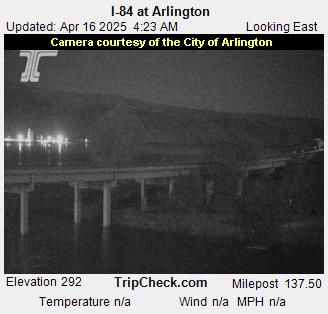 I-84 at Arlington
Updated: Apr 16 2025 4:23 AM Looking East
Camera courtesy of the City of Arlington
Elevation 292 TripCheck.com Milepost 137.50
Temperature n/a Wind n/a MPH n/a